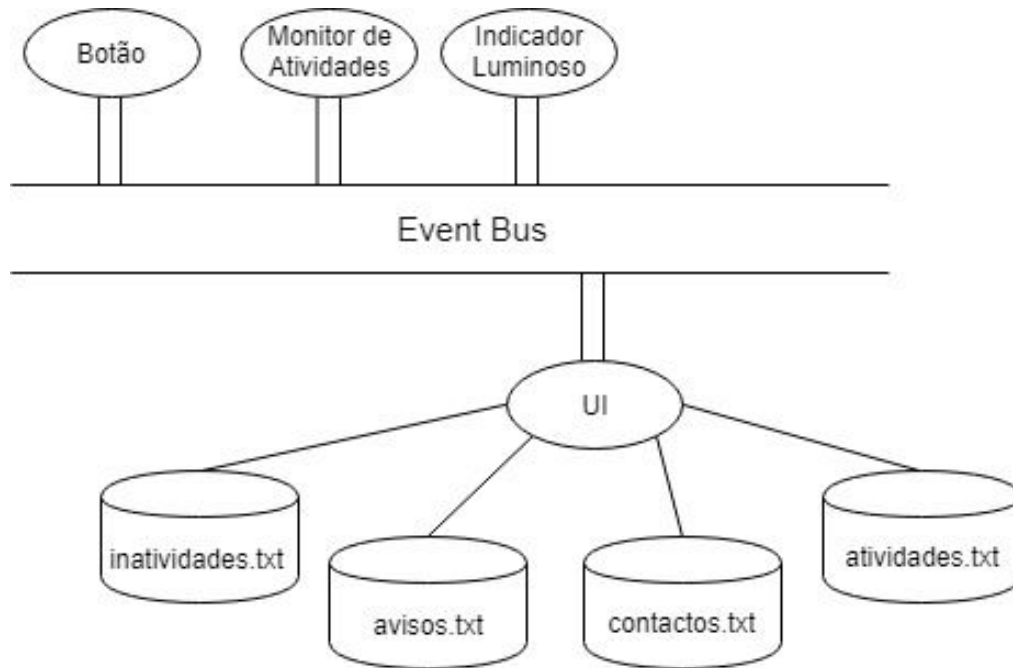 Botão
Monitor de
Atividades
Indicador
Luminoso
Event Bus
UI
inatividades.txt
avisos.txt
contactos.txt
atividades.txt